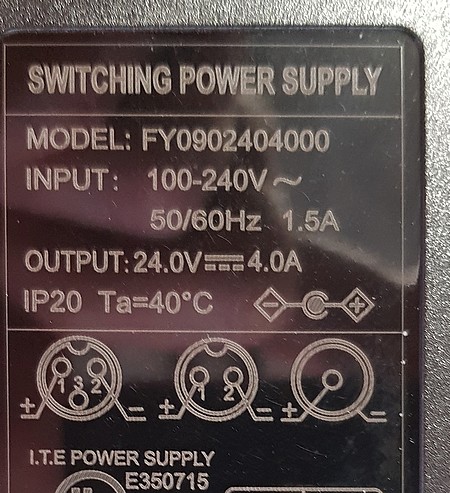 SWITCHING POWER SUPPLY
MODEL: FY0902404000
INPUT: 100-240V~
50/60Hz 1.5A
OUTPUT: 24.0V⎓4.0A
IP20 Ta=40°C - +
1 3 2 1 2
+ - + - + -
I.T.E POWER SUPPLY
E350715